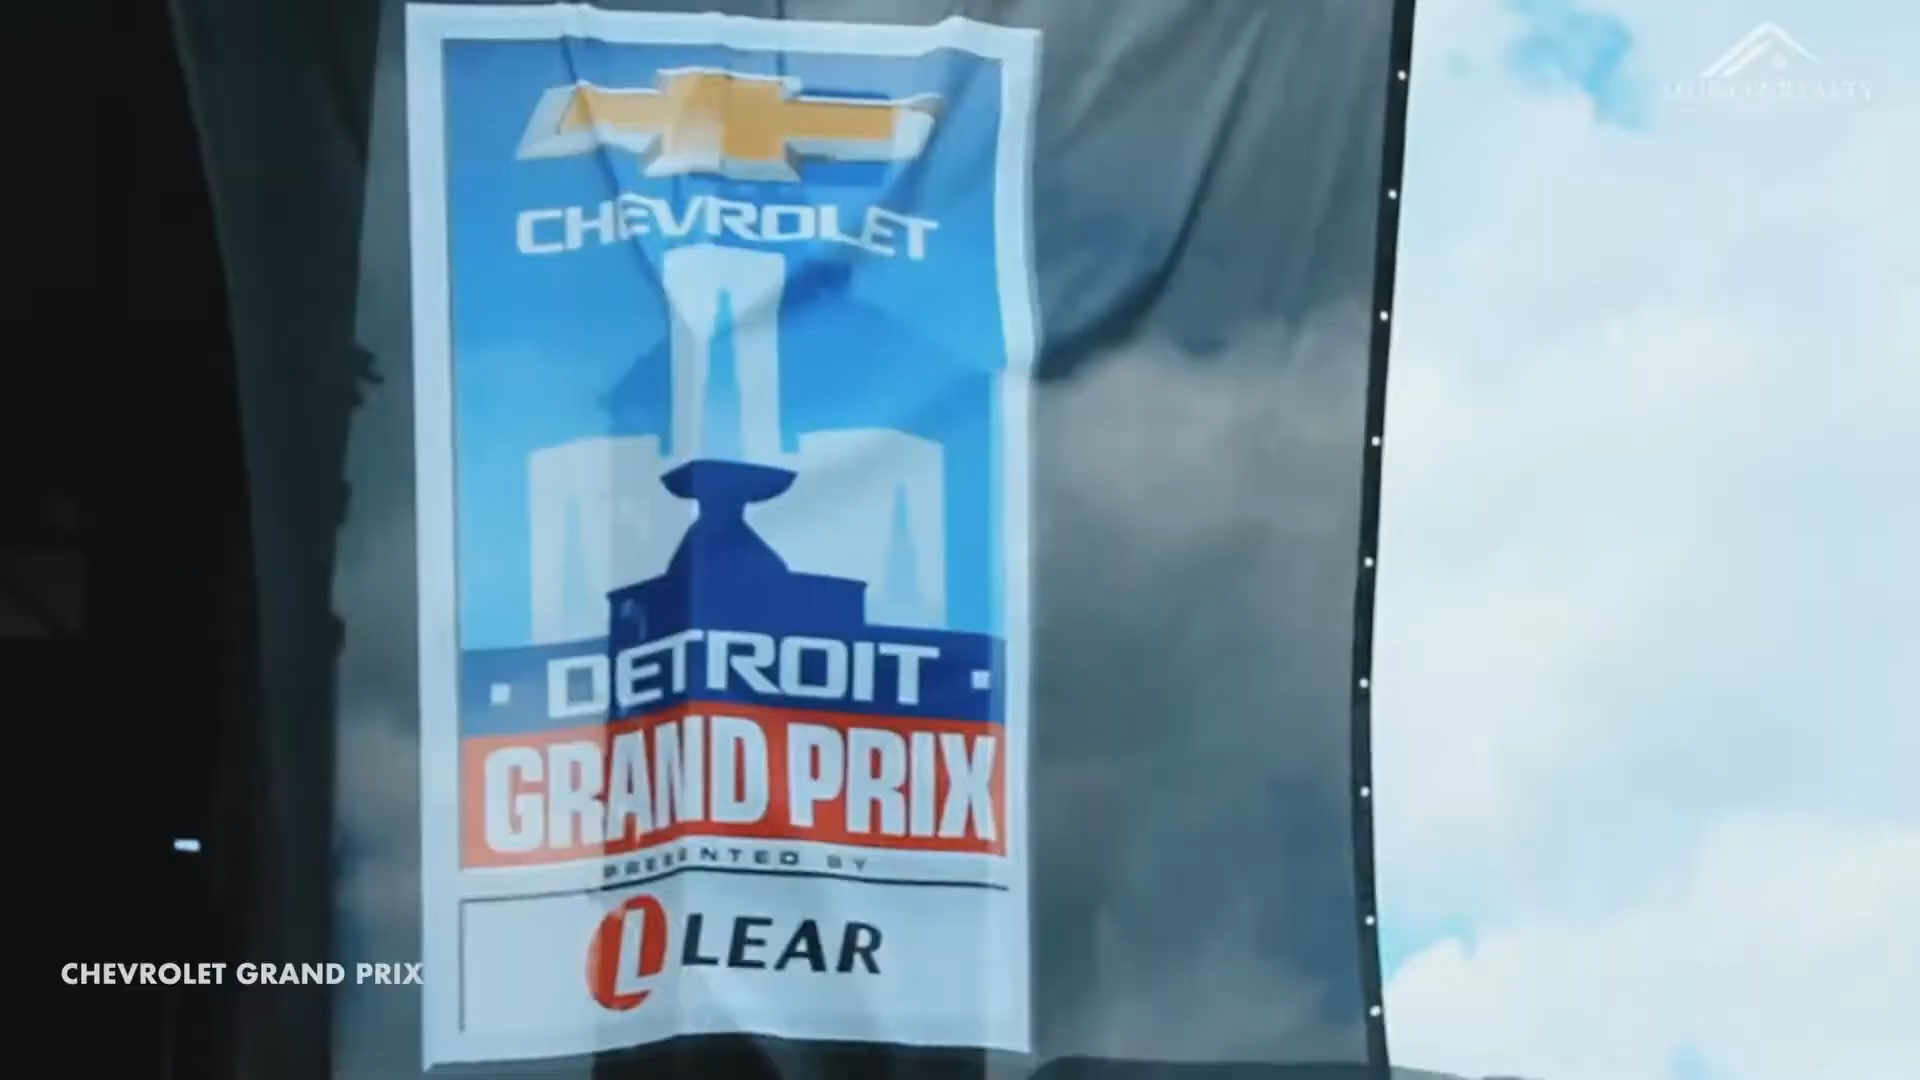 CHEVROLET
· DETROIT ·
GRAND PRIX
PRESENTED BY
LEAR
CHEVROLET GRAND PRIX